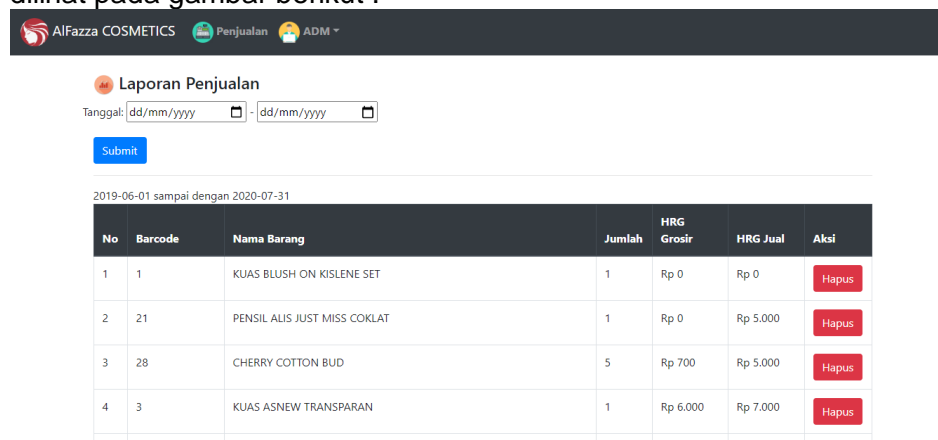 dilihat pada gambar berikut :
AlFazza COSMETICS Penjualan ADM
Laporan Penjualan
Tanggal: dd/mm/yyyy - dd/mm/yyyy
Submit
2019-06-01 sampai dengan 2020-07-31
No Barcode Nama Barang Jumlah HRG Grosir HRG Jual Aksi
1 1 KUAS BLUSH ON KISLENE SET 1 Rp 0 Rp 0 Hapus
2 21 PENSIL ALIS JUST MISS COKLAT 1 Rp 0 Rp 5.000 Hapus
3 28 CHERRY COTTON BUD 5 Rp 700 Rp 5.000 Hapus
4 3 KUAS ASNEW TRANSPARAN 1 Rp 6.000 Rp 7.000 Hapus